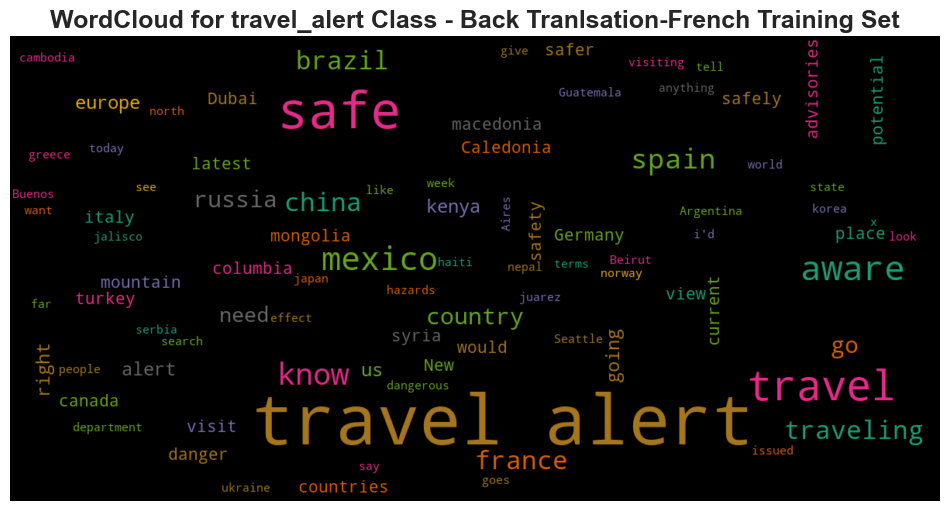 WordCloud for travel_alert Class - Back Tranlsation-French Training Set
cambodia
brazil
give
safer
visiting
tell
advisories
potential
europe
north
Dubai
safe
Guatemala
anything
safely
macedonia
Caledonia
greece
today
latest
spain
world
Buenos
want
see
russia
china
like
week
kenya
Aires
safety
state
Argentina
korea
italy
jalisco
mongolia
Germany
i'd
x
place
look
mexico
haiti
nepal
terms
Beirut
norway
aware
columbia
japan
hazards
mountain
turkey
juarez
view
current
far
need
effect
country
serbia
search
syria
would
Seattle
going
go
right
people
alert
know
us
New
dangerous
travel
canada
travel alert
department
visit
traveling
danger
say
france
issued
ukraine
countries
goes